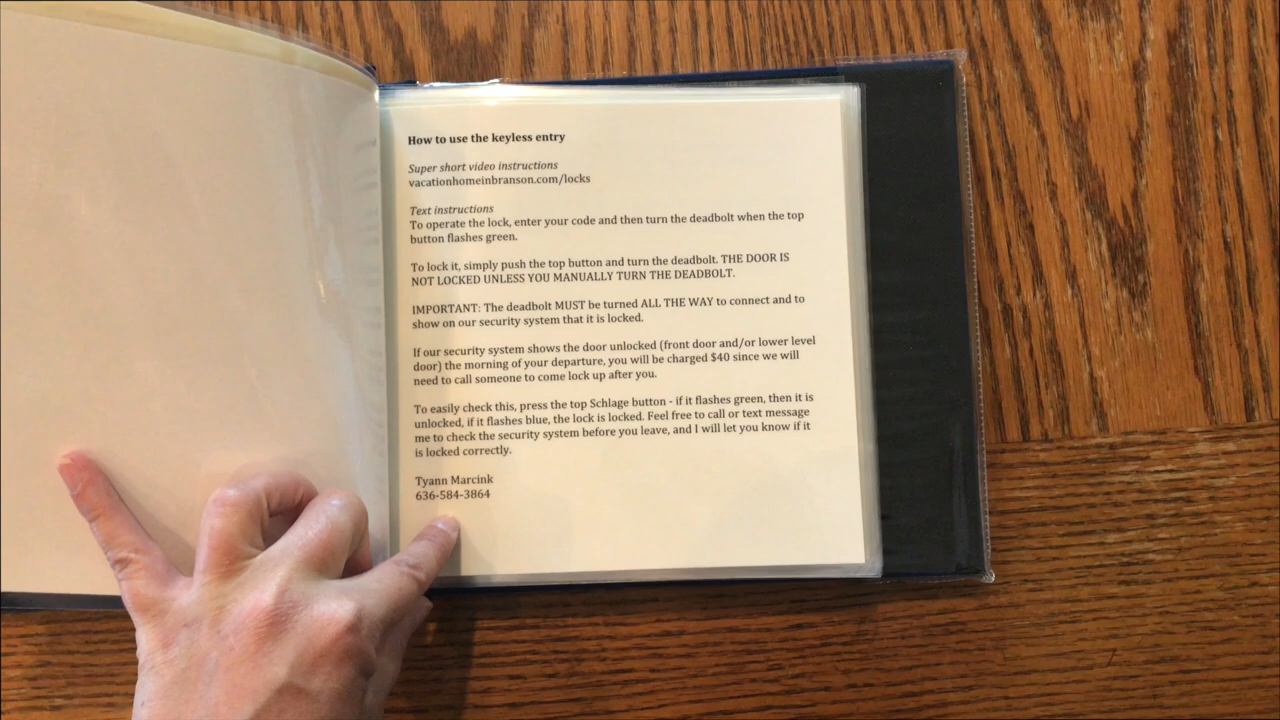 How to use the keyless entry
Super short video instructions
vacationhomeinbranson.com/locks
Text instructions
To operate the lock, enter your code and then turn the deadbolt when the top
button flashes green.
To lock it, simply push the top button and turn the deadbolt. THE DOOR IS
NOT LOCKED UNLESS YOU MANUALLY TURN THE DEADBOLT.
IMPORTANT: The deadbolt MUST be turned ALL THE WAY to connect and to
show on our security system that it is locked.
If our security system shows the door unlocked (front door and/or lower level
door) the morning of your departure, you will be charged $40 since we will
need to call someone to come lock up after you.
To easily check this, press the top Schlage button - if it flashes green, then it is
unlocked, if it flashes blue, the lock is locked. Feel free to call or text message
me to check the security system before you leave, and I will let you know if it
is locked correctly.
Tyann Marcink
636-584-3864